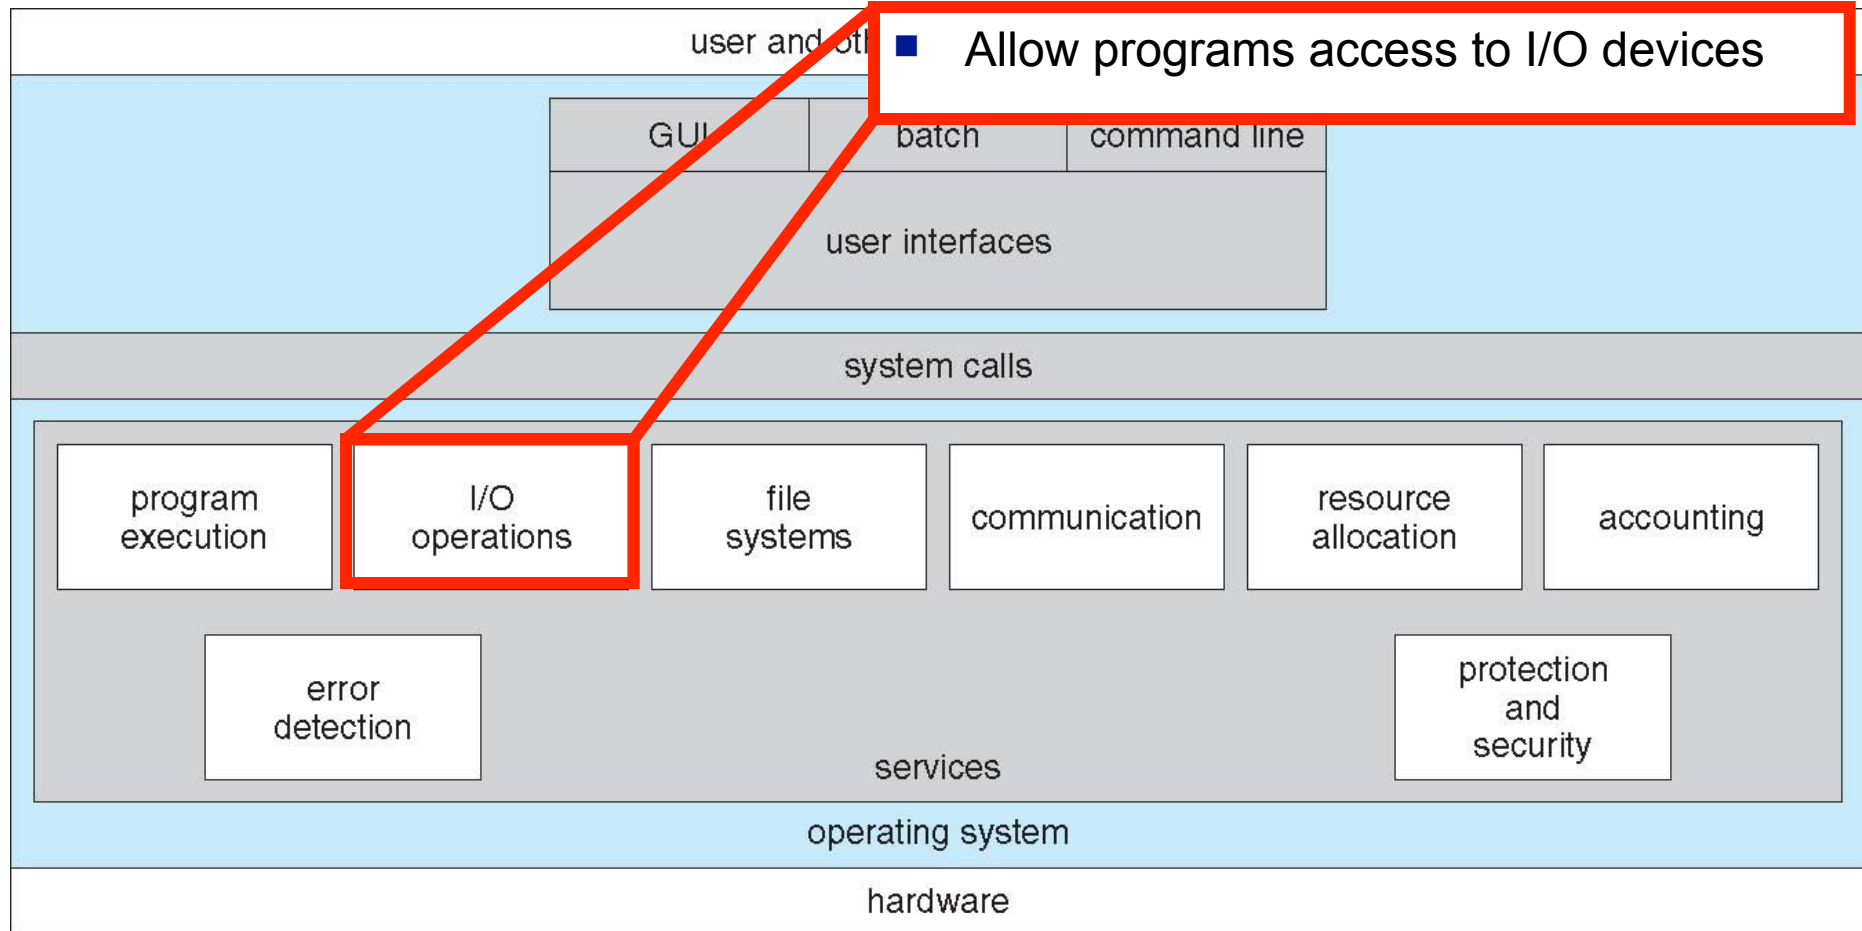 user and
■ Allow programs access to I/O devices
GUI batch command line
user interfaces
system calls
program
execution
I/O
operations
file
systems
communication
resource
allocation
accounting
error
detection
protection
and
security
services
operating system
hardware